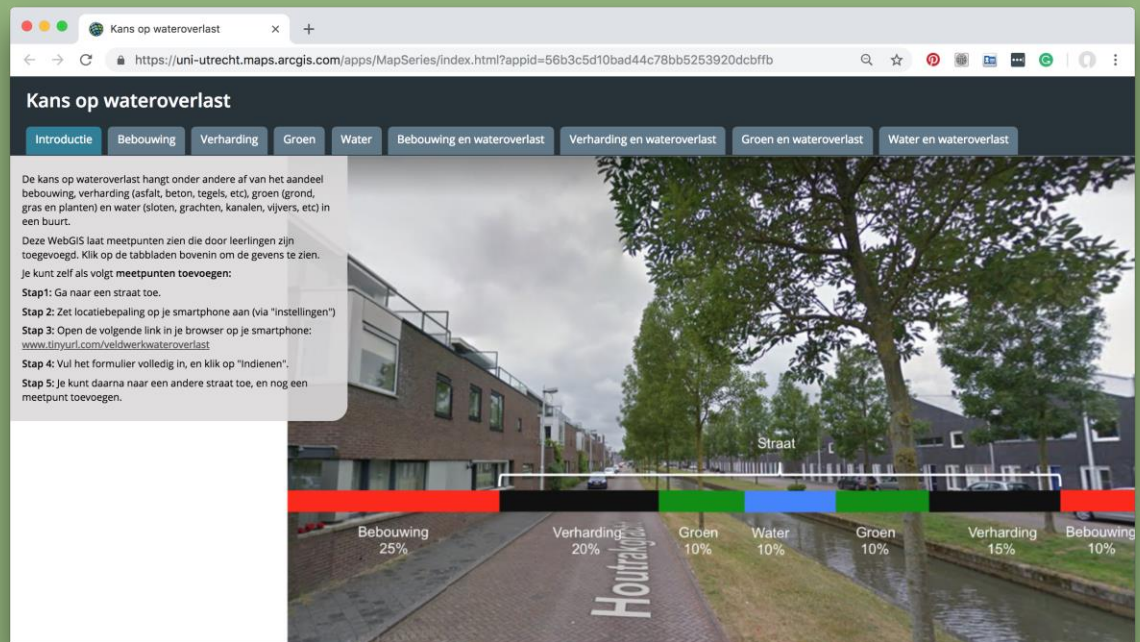 Kans op wateroverlast
https://uni-utrecht.maps.arcgis.com/apps/MapSeries/index.html?appid=56b3c5d10bad44c78bb5253920dcbffb
Kans op wateroverlast
Introductie
Bebouwing
Verharding
Groen
Water
Bebouwing en wateroverlast
Verharding en wateroverlast
Groen en wateroverlast
Water en wateroverlast
De kans op wateroverlast hangt onder andere af van het aandeel
bebouwing, verharding (asfalt, beton, tegels, etc), groen (grond,
gras en planten) en water (sloten, grachten, kanalen, vijvers, etc) in
een buurt.
Deze WebGIS laat meetpunten zien die door leerlingen zijn
toegevoegd. Klik op de tabbladen bovenin om de gevens te zien.
Je kunt zelf als volgt meetpunten toevoegen:
Stap1: Ga naar een straat toe.
Stap 2: Zet locatiebepaling op je smartphone aan (via "instellingen")
Stap 3: Open de volgende link in je browser op je smartphone:
www.tinyurl.com/veldwerkwateroverlast
Stap 4: Vul het formulier volledig in, en klik op "Indienen".
Stap 5: Je kunt daarna naar een andere straat toe, en nog een
meetpunt toevoegen.
Straat
Bebouwing
25%
Verharding
20%
Groen
10%
Water
10%
Groen
10%
Verharding
15%
Bebouwing
10%